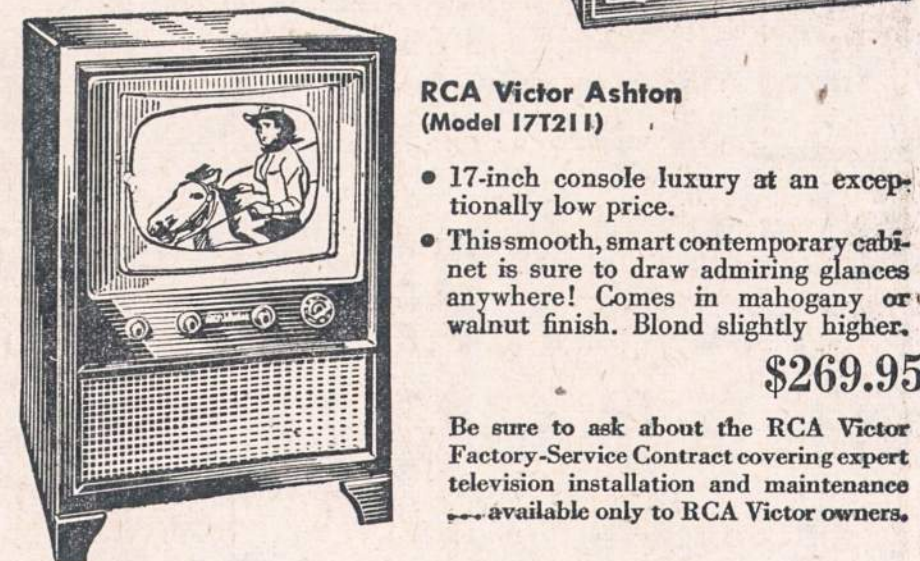 RCA Victor Ashton
(Model 17T211)
• 17-inch console luxury at an excep-
tionally low price.
• This smooth, smart contemporary cabi-
net is sure to draw admiring glances
anywhere! Comes in mahogany or
walnut finish. Blond slightly higher.
$269.95
Be sure to ask about the RCA Victor
Factory-Service Contract covering expert
television installation and maintenance
... available only to RCA Victor owners.